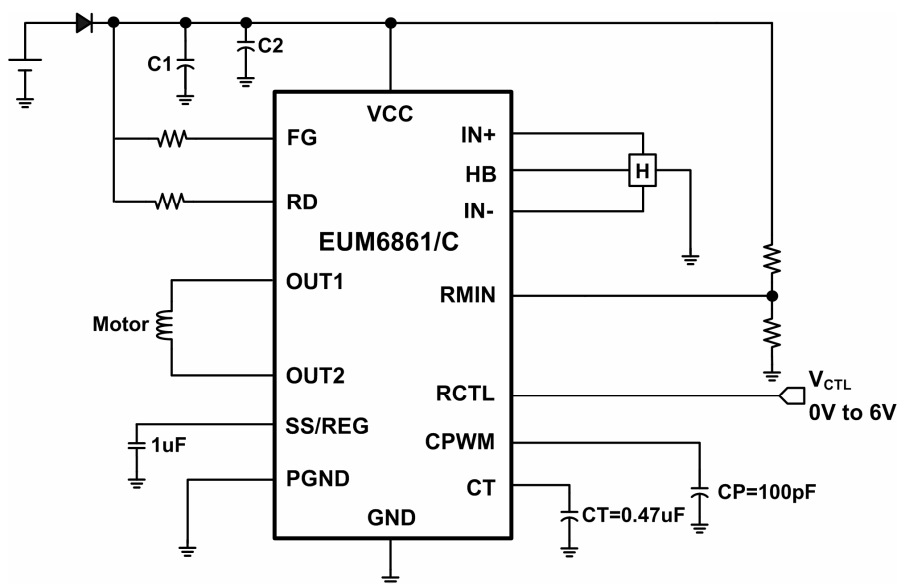 C1
C2
VCC
FG
IN+
HB
H
RD
IN-
EUM6861/C
OUT1
RMIN
Motor
OUT2
RCTL
VCTL
0V to 6V
SS/REG
1uF
CPWM
PGND
CT
CP=100pF
GND
CT=0.47uF